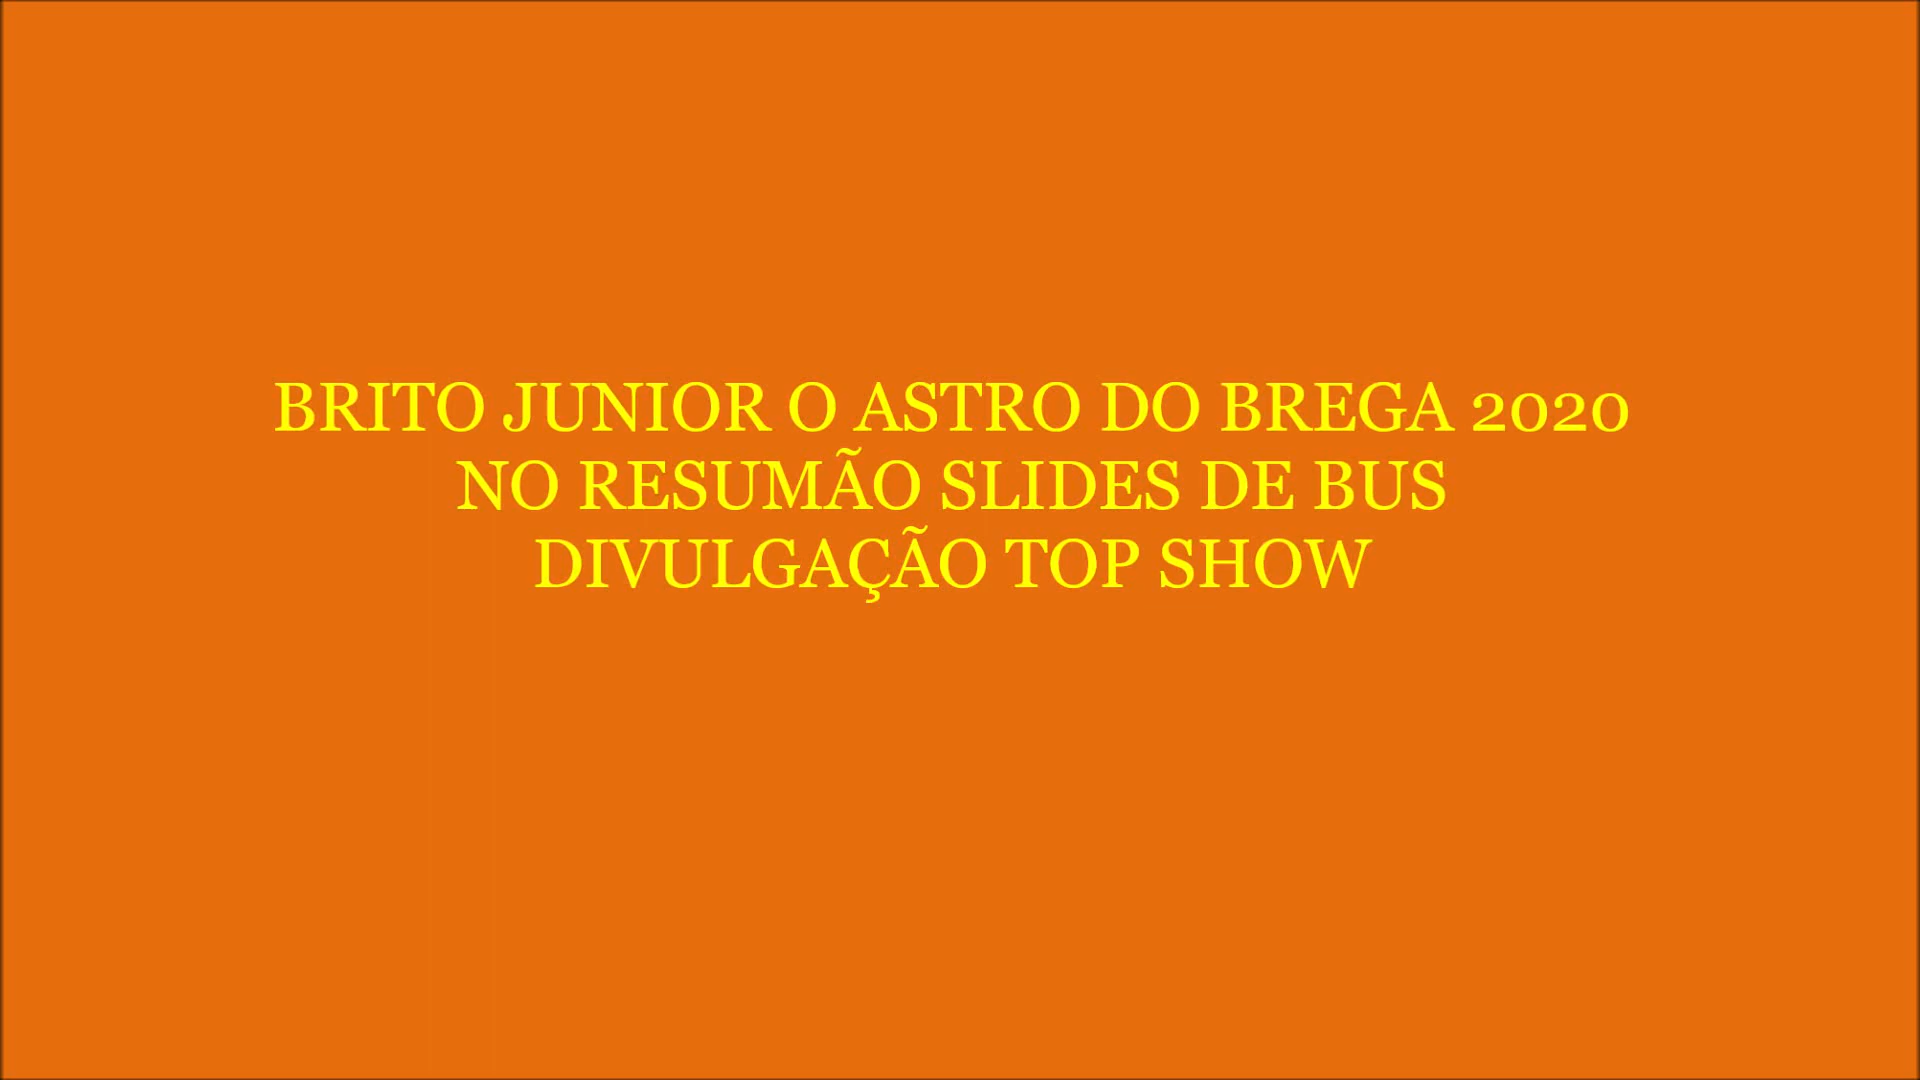 BRITO JUNIOR O ASTRO DO BREGA 2020
NO RESUMÃO SLIDES DE BUS
DIVULGAÇÃO TOP SHOW